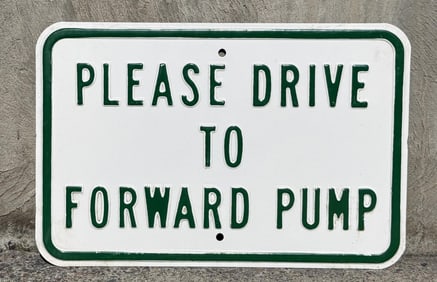 PLEASE DRIVE
TO
FORWARD PUMP